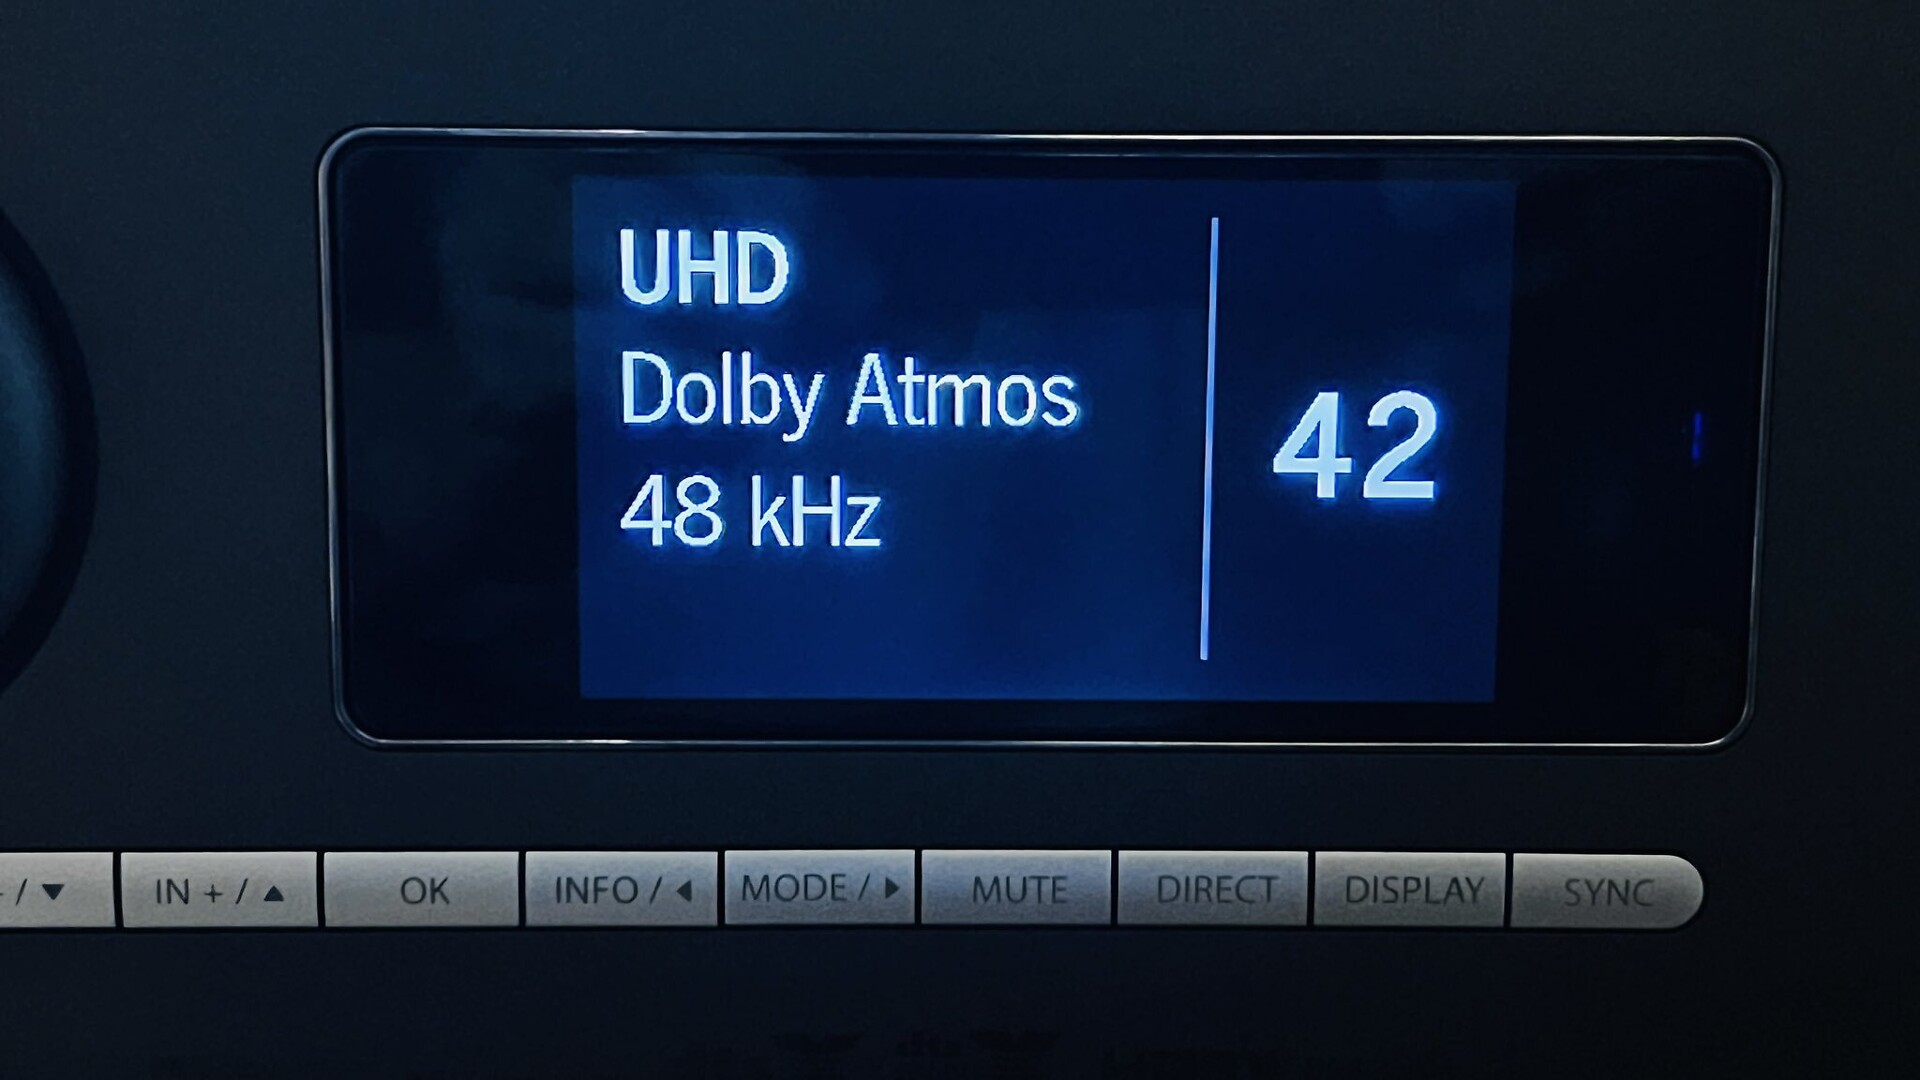 UHD
Dolby Atmos
48 kHz
42
/ ▼
IN + / ▲
OK
INFO / ◀
MODE / ▶
MUTE
DIRECT
DISPLAY
SYNC